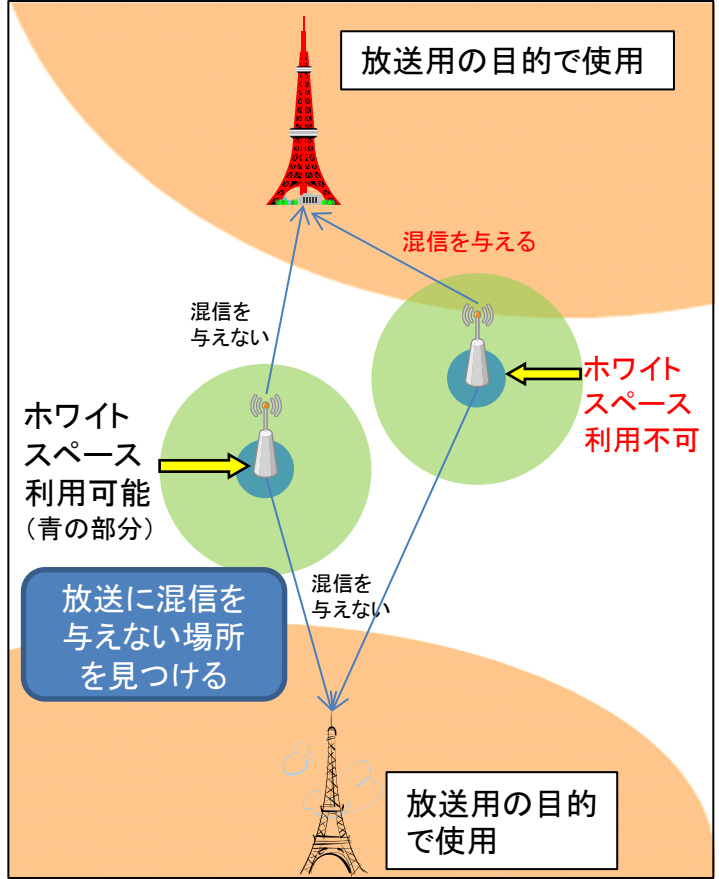 放送用の目的で使用
混信を与える
混信を
与えない
ホワイト
スペース
利用不可
ホワイト
スペース
利用可能
（青の部分）
混信を
与えない
放送に混信を
与えない場所
を見つける
放送用の目的
で使用